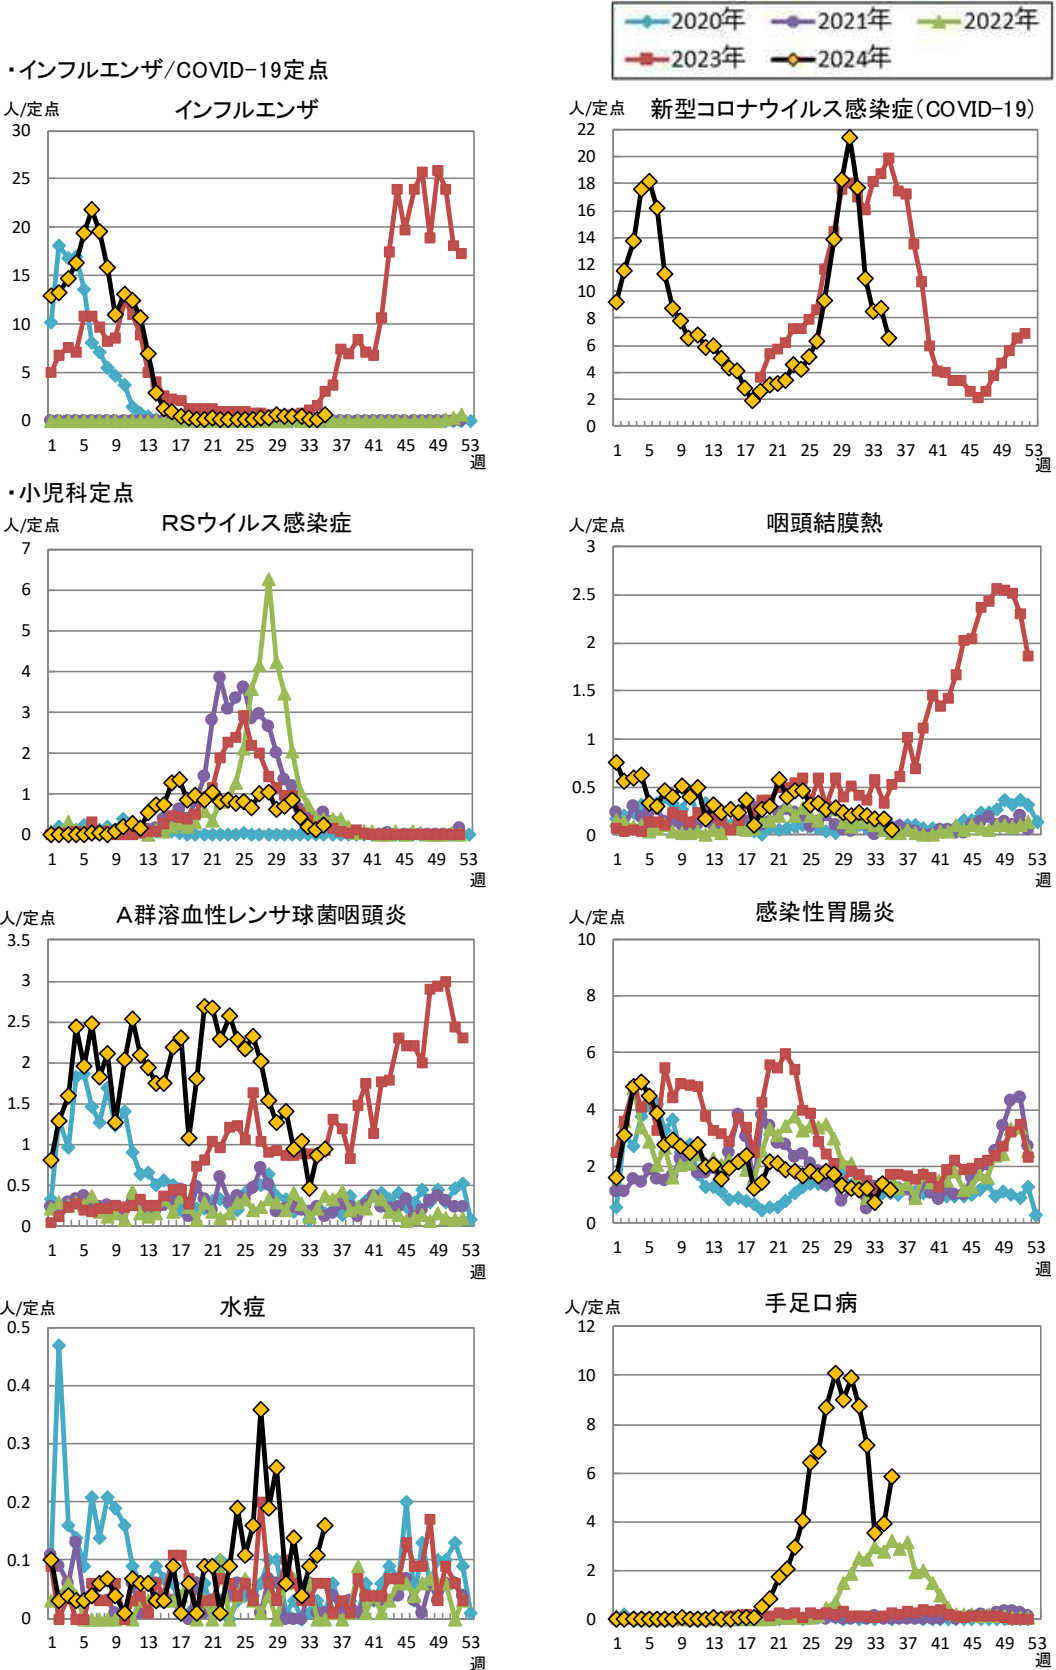 2020年 2021年 2022年
2023年 2024年
・インフルエンザ/COVID-19定点
人/定点 インフルエンザ
30
25
20
15
10
5
0
1 5 9 13 17 21 25 29 33 37 41 45 49 53
週
人/定点 新型コロナウイルス感染症(COVID-19)
22
20
18
16
14
12
10
8
6
4
2
0
1 5 9 13 17 21 25 29 33 37 41 45 49 53
週
・小児科定点
人/定点 RSウイルス感染症
7
6
5
4
3
2
1
0
1 5 9 13 17 21 25 29 33 37 41 45 49 53
週
人/定点 咽頭結膜熱
3
2.5
2
1.5
1
0.5
0
1 5 9 13 17 21 25 29 33 37 41 45 49 53
週
人/定点 A群溶血性レンサ球菌咽頭炎
3.5
3
2.5
2
1.5
1
0.5
0
1 5 9 13 17 21 25 29 33 37 41 45 49 53
週
人/定点 感染性胃腸炎
10
8
6
4
2
0
1 5 9 13 17 21 25 29 33 37 41 45 49 53
週
人/定点 水痘
0.5
0.4
0.3
0.2
0.1
0
1 5 9 13 17 21 25 29 33 37 41 45 49 53
週
人/定点 手足口病
12
10
8
6
4
2
0
1 5 9 13 17 21 25 29 33 37 41 45 49 53
週